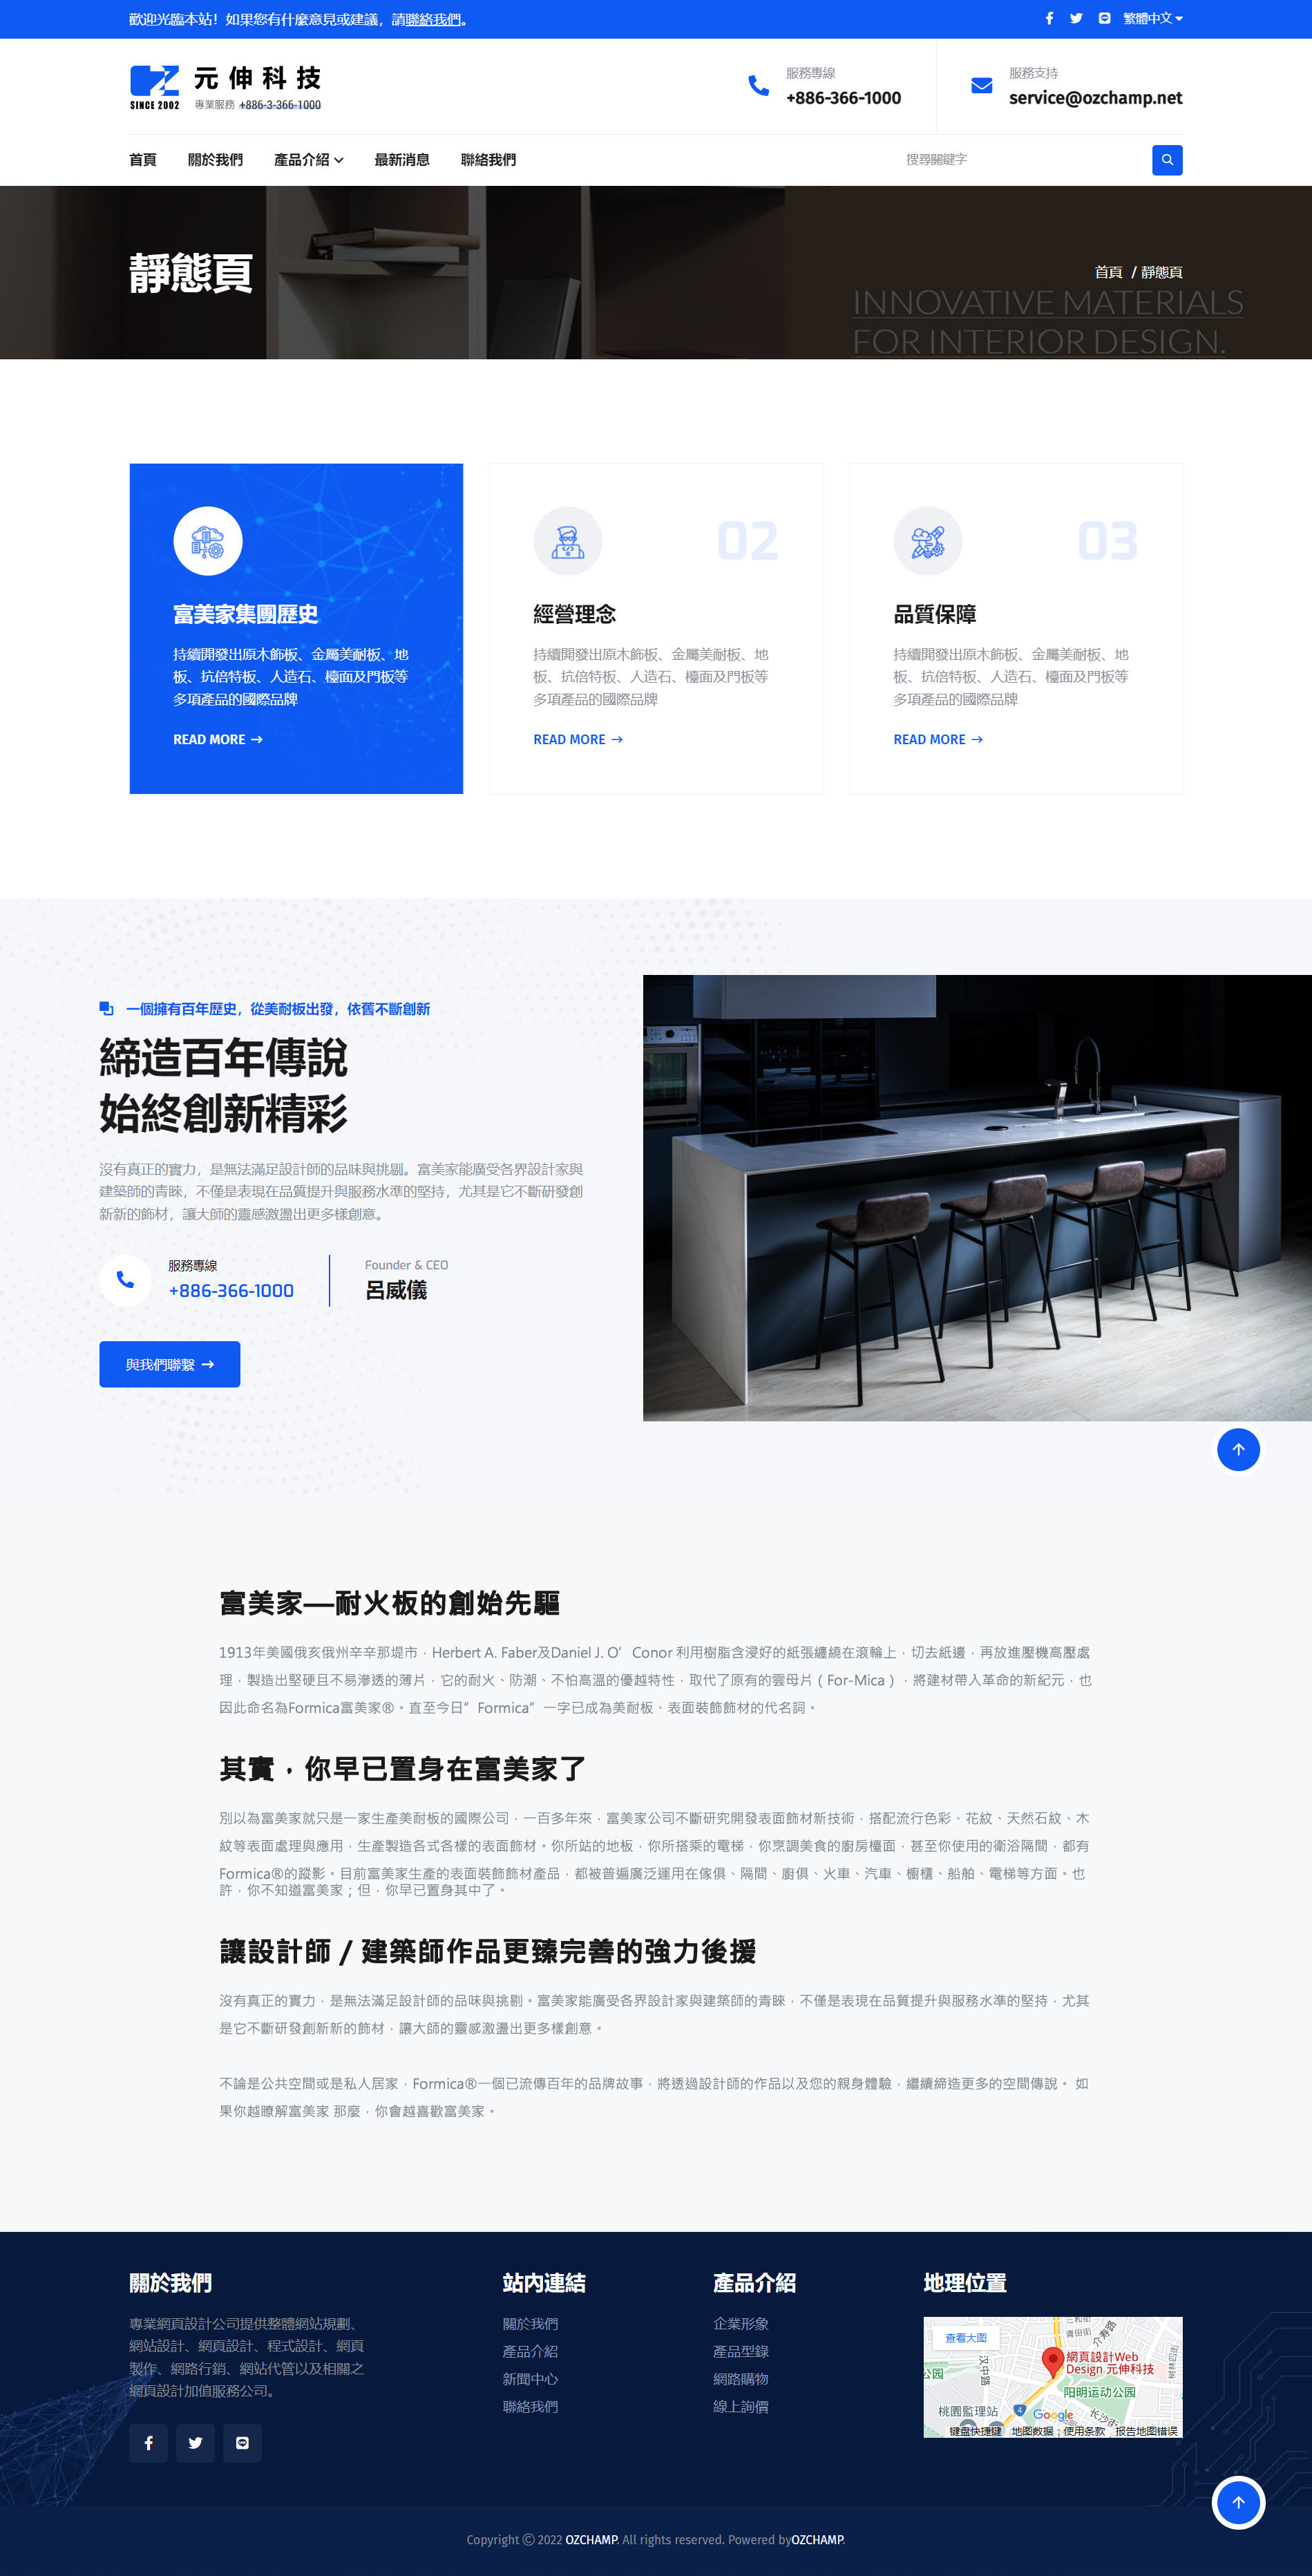 歡迎光臨本站！如果您有什麼意見或建議，請聯絡我們。
繁體中文
元伸科技
SINCE 2002
專業服務 +886-3-366-1000
服務專線
+886-366-1000
服務支持
service@ozchamp.net
首頁
關於我們
產品介紹
最新消息
聯絡我們
搜尋關鍵字
靜態頁
首頁 / 靜態頁
INNOVATIVE MATERIALS
FOR INTERIOR DESIGN.
富美家集團歷史
持續開發出原木飾板、金屬美耐板、地
板、抗倍特板、人造石、檯面及門板等
多項產品的國際品牌
READ MORE
02
經營理念
持續開發出原木飾板、金屬美耐板、地
板、抗倍特板、人造石、檯面及門板等
多項產品的國際品牌
READ MORE
03
品質保障
持續開發出原木飾板、金屬美耐板、地
板、抗倍特板、人造石、檯面及門板等
多項產品的國際品牌
READ MORE
一個擁有百年歷史，從美耐板出發，依舊不斷創新
締造百年傳說
始終創新精彩
沒有真正的實力，是無法滿足設計師的品味與挑剔。富美家能廣受各界設計家與
建築師的青睞，不僅是表現在品質提升與服務水準的堅持，尤其是它不斷研發創
新新的飾材，讓大師的靈感激盪出更多樣創意。
服務專線
+886-366-1000
Founder & CEO
呂威儀
與我們聯繫
富美家—耐火板的創始先驅
1913年美國俄亥俄州辛辛那堤市，Herbert A. Faber及Daniel J. O’Conor 利用樹脂含浸好的紙張纏繞在滾輪上，切去紙邊，再放進壓機高壓處
理，製造出堅硬且不易滲透的薄片，它的耐火、防潮、不怕高溫的優越特性，取代了原有的雲母片（For-Mica），將建材帶入革命的新紀元，也
因此命名為Formica富美家®。直至今日”Formica”一字已成為美耐板、表面裝飾飾材的代名詞。
其實，你早已置身在富美家了
別以為富美家就只是一家生產美耐板的國際公司，一百多年來，富美家公司不斷研究開發表面飾材新技術，搭配流行色彩、花紋、天然石紋、木
紋等表面處理與應用，生產製造各式各樣的表面飾材。你所站的地板，你所搭乘的電梯，你烹調美食的廚房檯面，甚至你使用的衛浴隔間，都有
Formica®的蹤影。目前富美家生產的表面裝飾飾材產品，都被普遍廣泛運用在傢俱、隔間、廚俱、火車、汽車、櫥櫃、船舶、電梯等方面。也
許，你不知道富美家；但，你早已置身其中了。
讓設計師 / 建築師作品更臻完善的強力後援
沒有真正的實力，是無法滿足設計師的品味與挑剔。富美家能廣受各界設計家與建築師的青睞，不僅是表現在品質提升與服務水準的堅持，尤其
是它不斷研發創新新的飾材，讓大師的靈感激盪出更多樣創意。
不論是公共空間或是私人居家，Formica®一個已流傳百年的品牌故事，將透過設計師的作品以及您的親身體驗，繼續締造更多的空間傳說。 如
果你越瞭解富美家 那麼，你會越喜歡富美家。
關於我們
專業網頁設計公司提供整體網站規劃、
網站設計、網頁設計、程式設計、網頁
製作、網路行銷、網站代管以及相關之
網頁設計加值服務公司。
站內連結
關於我們
產品介紹
新聞中心
聯絡我們
產品介紹
企業形象
產品型錄
網路購物
線上詢價
地理位置
三和街
青田街
介寿路
查看大图
汉中路
公园
網頁設計Web
Design 元伸科技
阳明运动公园
桃園監理站
4
Google
长沙街
键盘快捷键
地图数据
使用条款
报告地图错误
Copyright © 2022 OZCHAMP. All rights reserved. Powered byOZCHAMP.